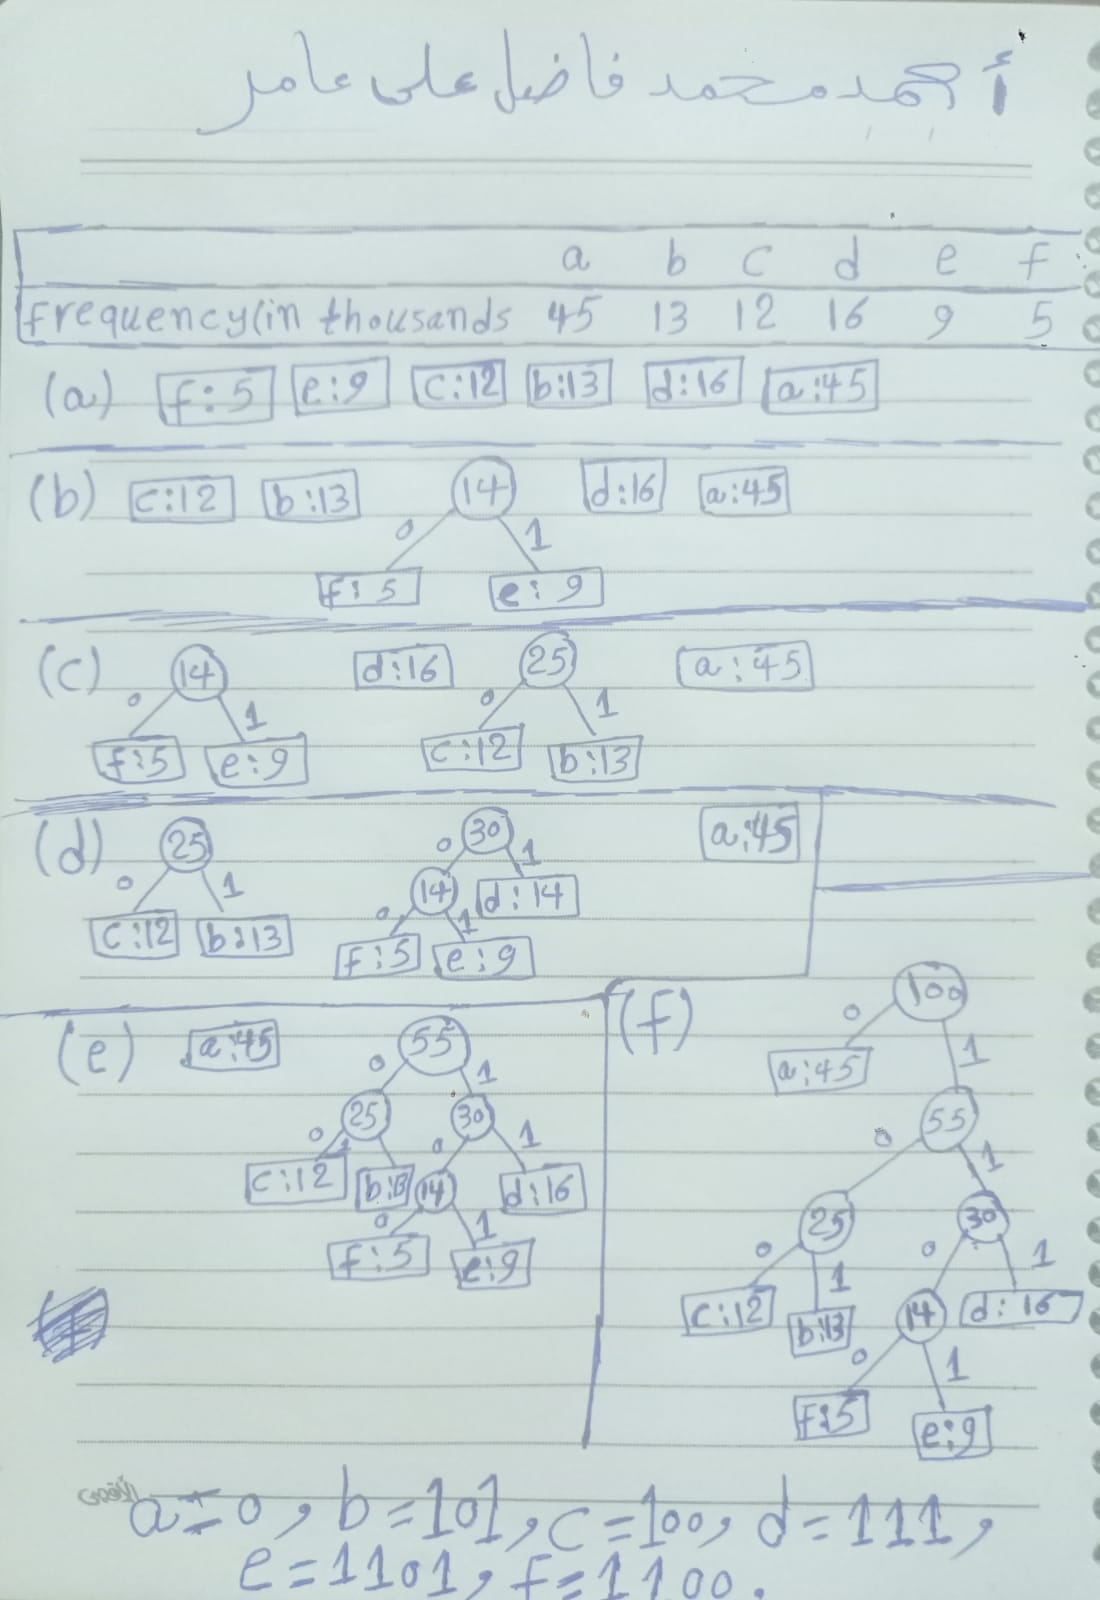 أحمد محمد فاضل على عامر
a b c d e f
frequency(in thousands 45 13 12 16 9 5
(a) f:5 e:9 c:12 b:13 d:16 a:45
(b) c:12 b:13 14 d:16 a:45
0 1
f:5 e:9
(c) 14 d:16 25 a:45
0 1 0 1
f:5 e:9 c:12 b:13
(d) 25 30 a:45
0 1 0 1
14 d:14
c:12 b:13 0 1
f:5 e:9
(e) a:45 55
0 1
25 30
0 1 0 1
c:12 b:13 14 d:16
0 1
f:5 e:9
(f) 100
0 1
a:45
55
0 1
25 30
0 1 0 1
c:12 b:13 14 d:16
0 1
f:5 e:9
a=0, b=101, c=100, d=111,
e=1101, f=1100.